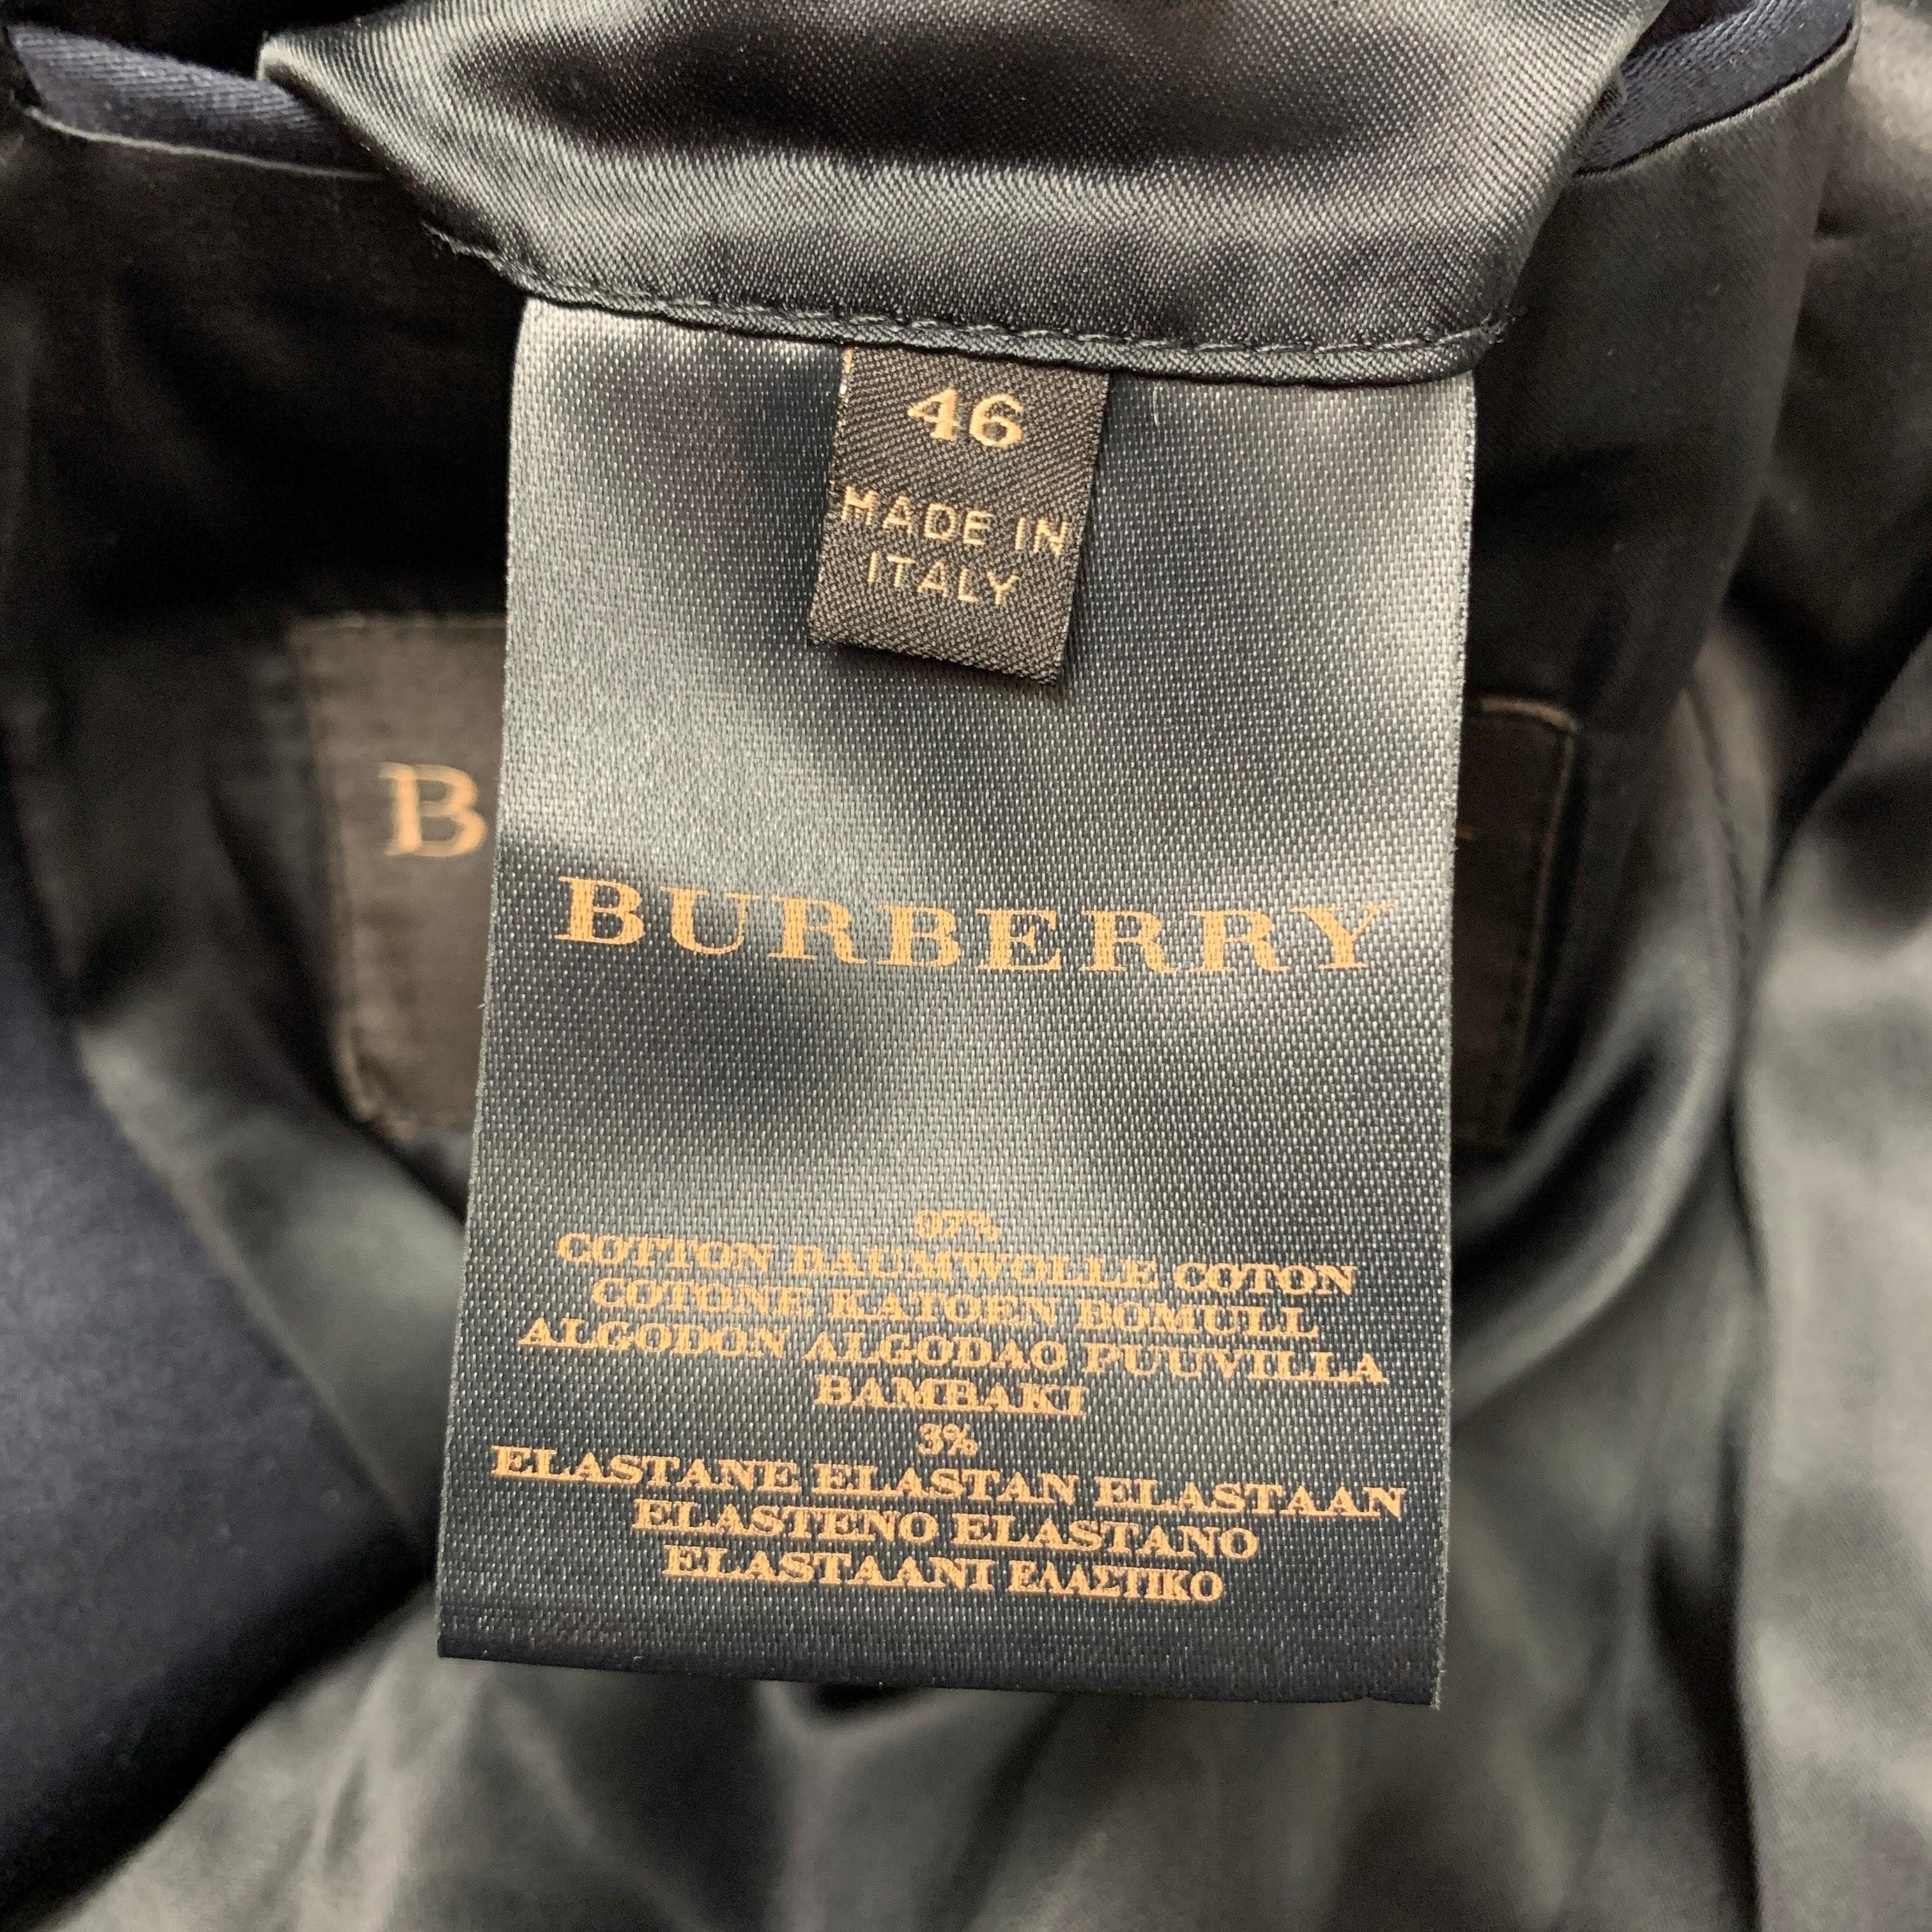 46
MADE IN
ITALY
B
BURBERRY
97%
COTTON BAUMWOLLE COTON
COTONE KATOEN BOMULL
ALGODON ALGODAO PUUVILLA
BAMBAKI
3%
ELASTANE ELASTAN ELASTAAN
ELASTENO ELASTANO
ELASTAANI ΕΛΑΣΤΙΚΟ